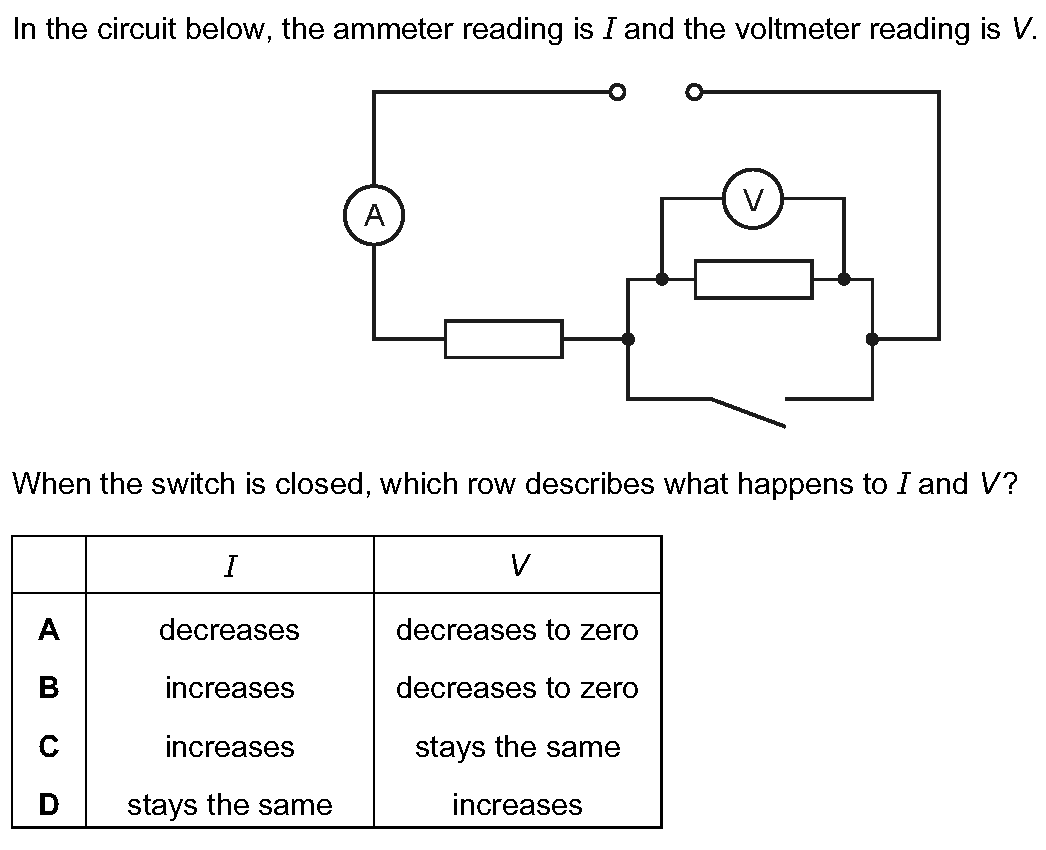 In the circuit below, the ammeter reading is I and the voltmeter reading is V.
V
A
When the switch is closed, which row describes what happens to I and V?
I V
A decreases decreases to zero
B increases decreases to zero
C increases stays the same
D stays the same increases